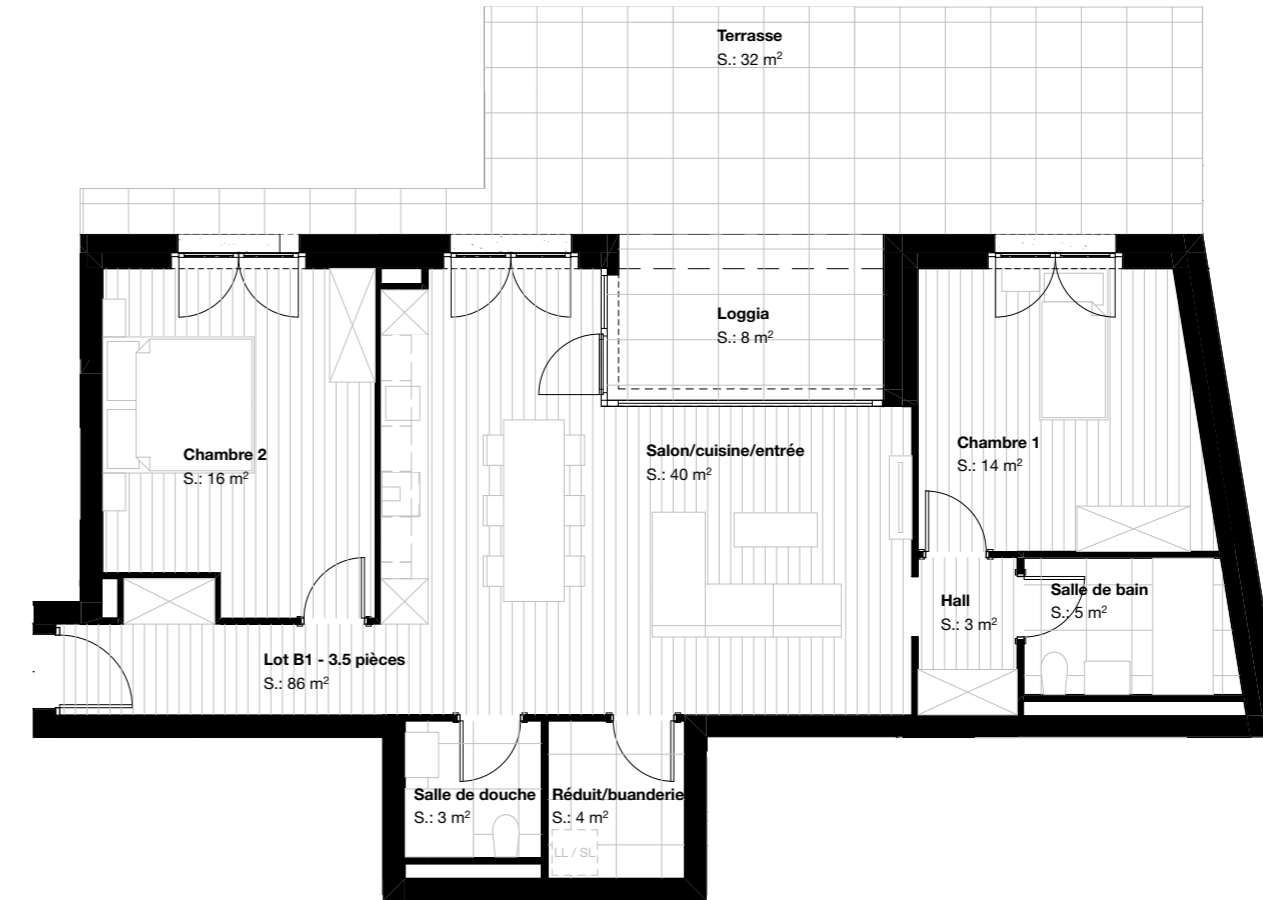 Terrasse
S.: 32 m²
Loggia
S.: 8 m²
Chambre 2
S.: 16 m²
Salon/cuisine/entrée
S.: 40 m²
Chambre 1
S.: 14 m²
Hall
S.: 3 m²
Salle de bain
S.: 5 m²
Lot B1 - 3.5 pièces
S.: 86 m²
Salle de douche
S.: 3 m²
Réduit/buanderie
S.: 4 m²
LL / SL